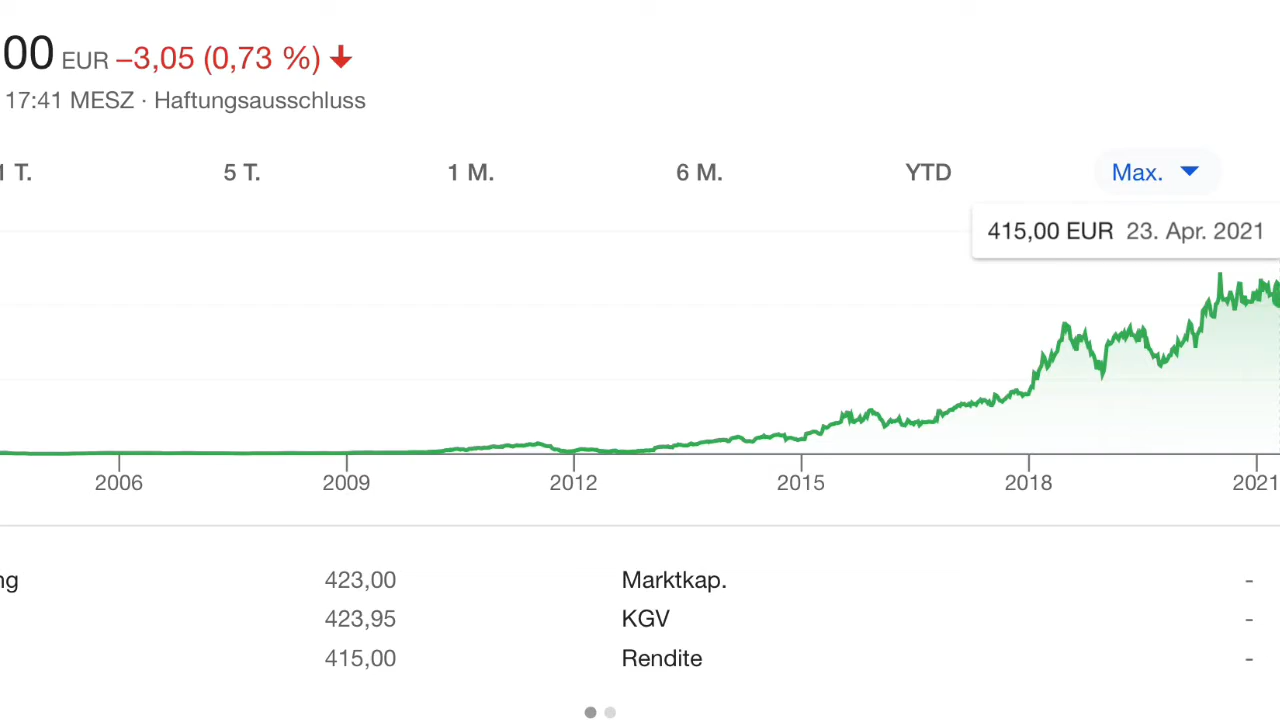 00 EUR −3,05 (0,73 %)
17:41 MESZ · Haftungsausschluss
1 T. 5 T. 1 M. 6 M. YTD Max.
415,00 EUR 23. Apr. 2021
2006 2009 2012 2015 2018 2021
ng 423,00 Marktkap. -
423,95 KGV -
415,00 Rendite -